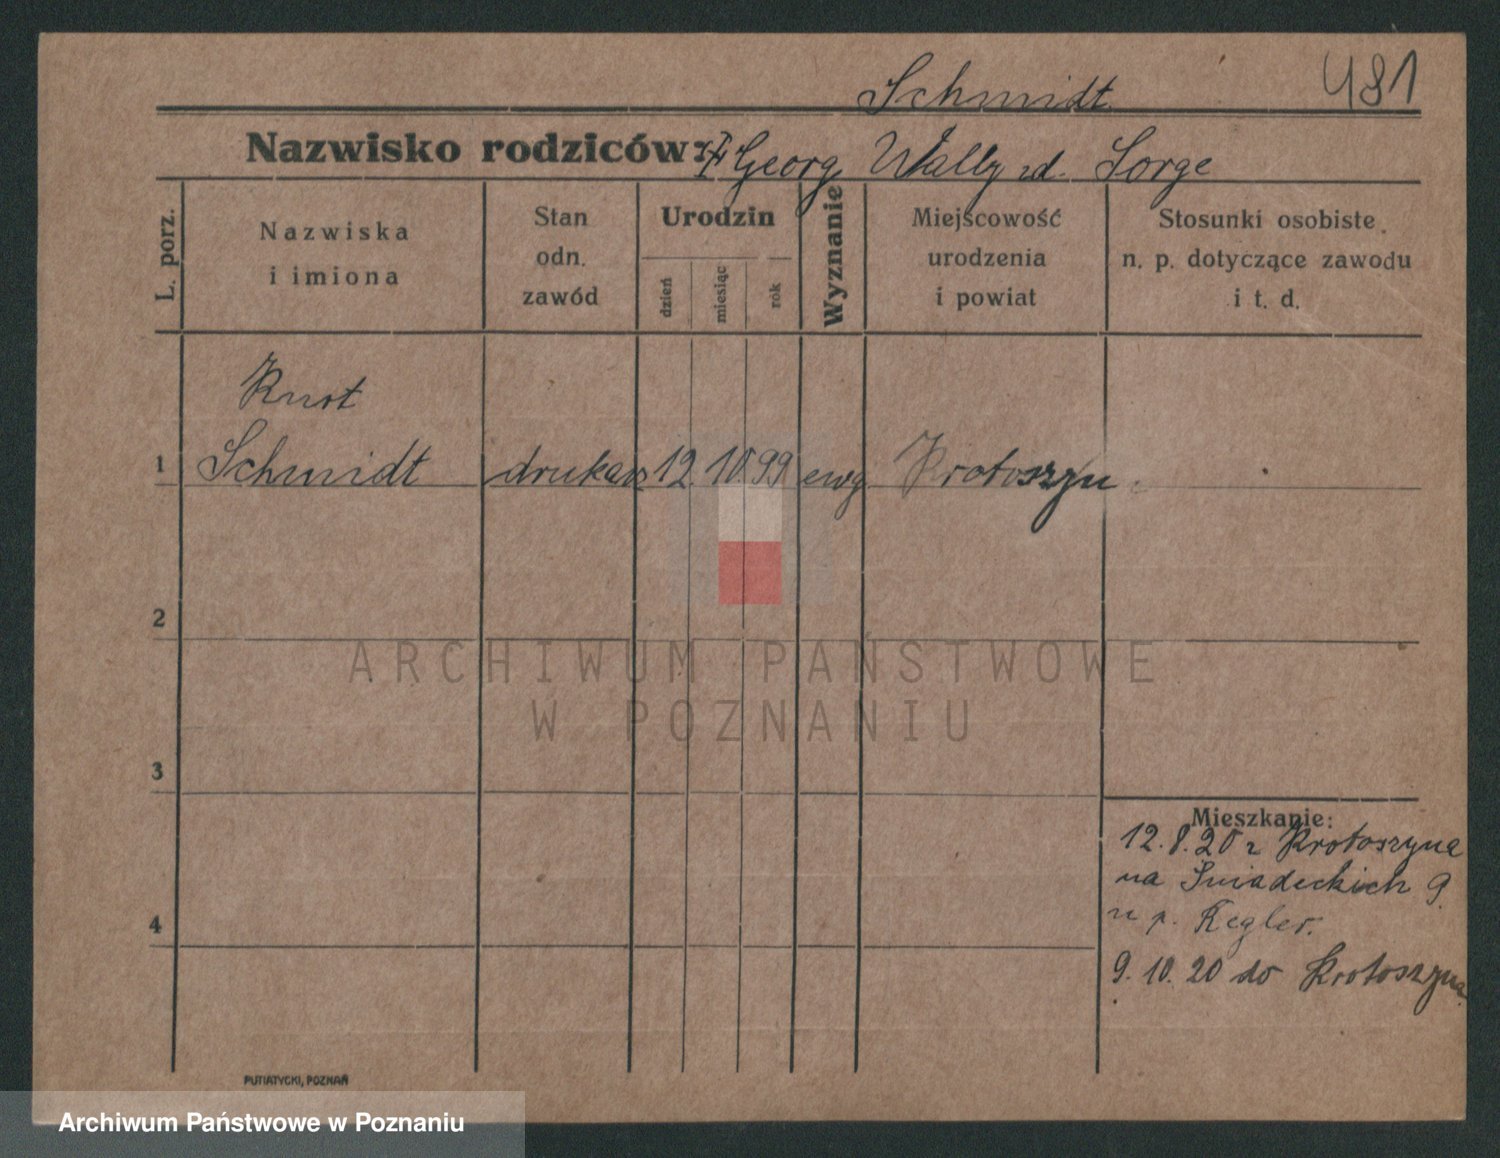 Schmidt. 481
Nazwisko rodziców: Georg Wally zd. Sorge
L. porz.
Nazwiska
i imiona
Stan
odn.
zawód
Urodzin
dzień
miesiąc
rok
Wyznanie
Miejscowość
urodzenia
i powiat
Stosunki osobiste
n. p. dotyczące zawodu
i t. d.
Kurt
1 Schmidt drukarz 12 10. 99 ewg Krotoszyn
2
ARCHIWUM PAŃSTWOWE
W POZNANIU
3
Mieszkanie:
12.8.20 z Krotoszyna
na Śniadeckich 9
u p. Kegler.
4
9. 10. 20 do Krotoszyna.
PUTIATYCKI, POZNAŃ
Archiwum Państwowe w Poznaniu